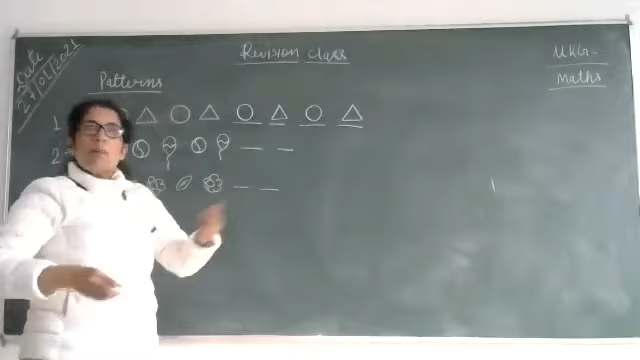 Date
27/01/2021
Revision class
UKG-
Maths
Patterns
1
2